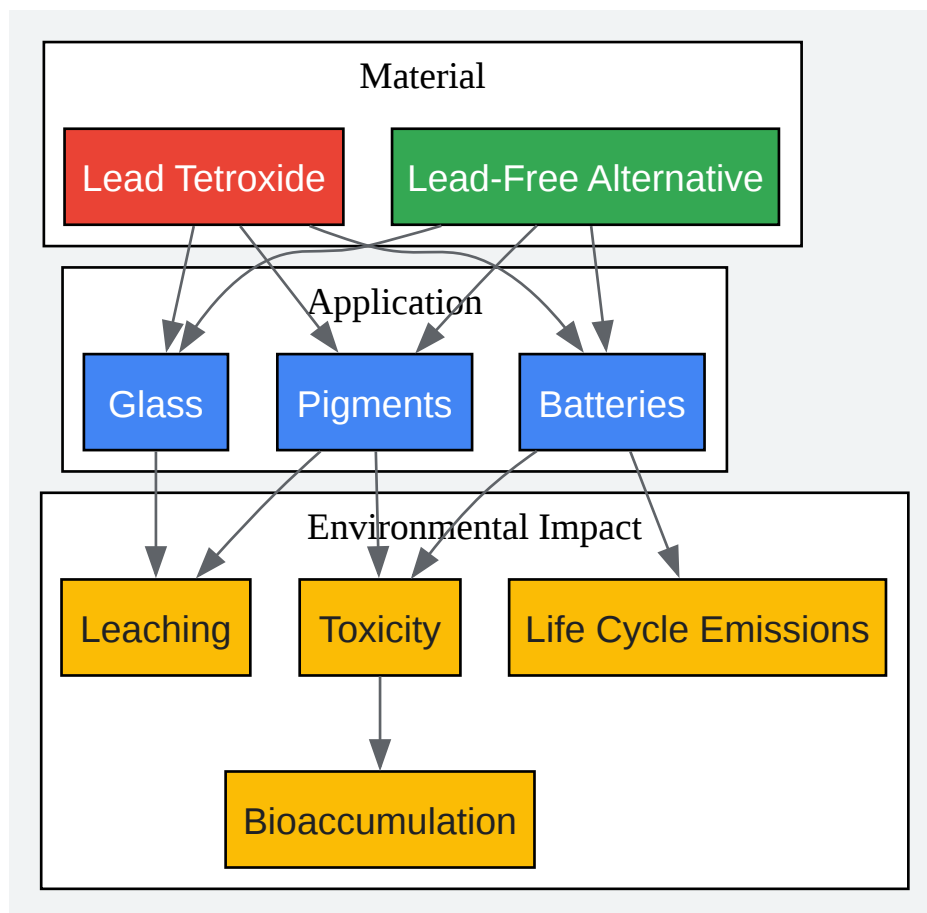 Material
Lead Tetroxide
Lead-Free Alternative
Application
Glass
Pigments
Batteries
Environmental Impact
Leaching
Toxicity
Life Cycle Emissions
Bioaccumulation